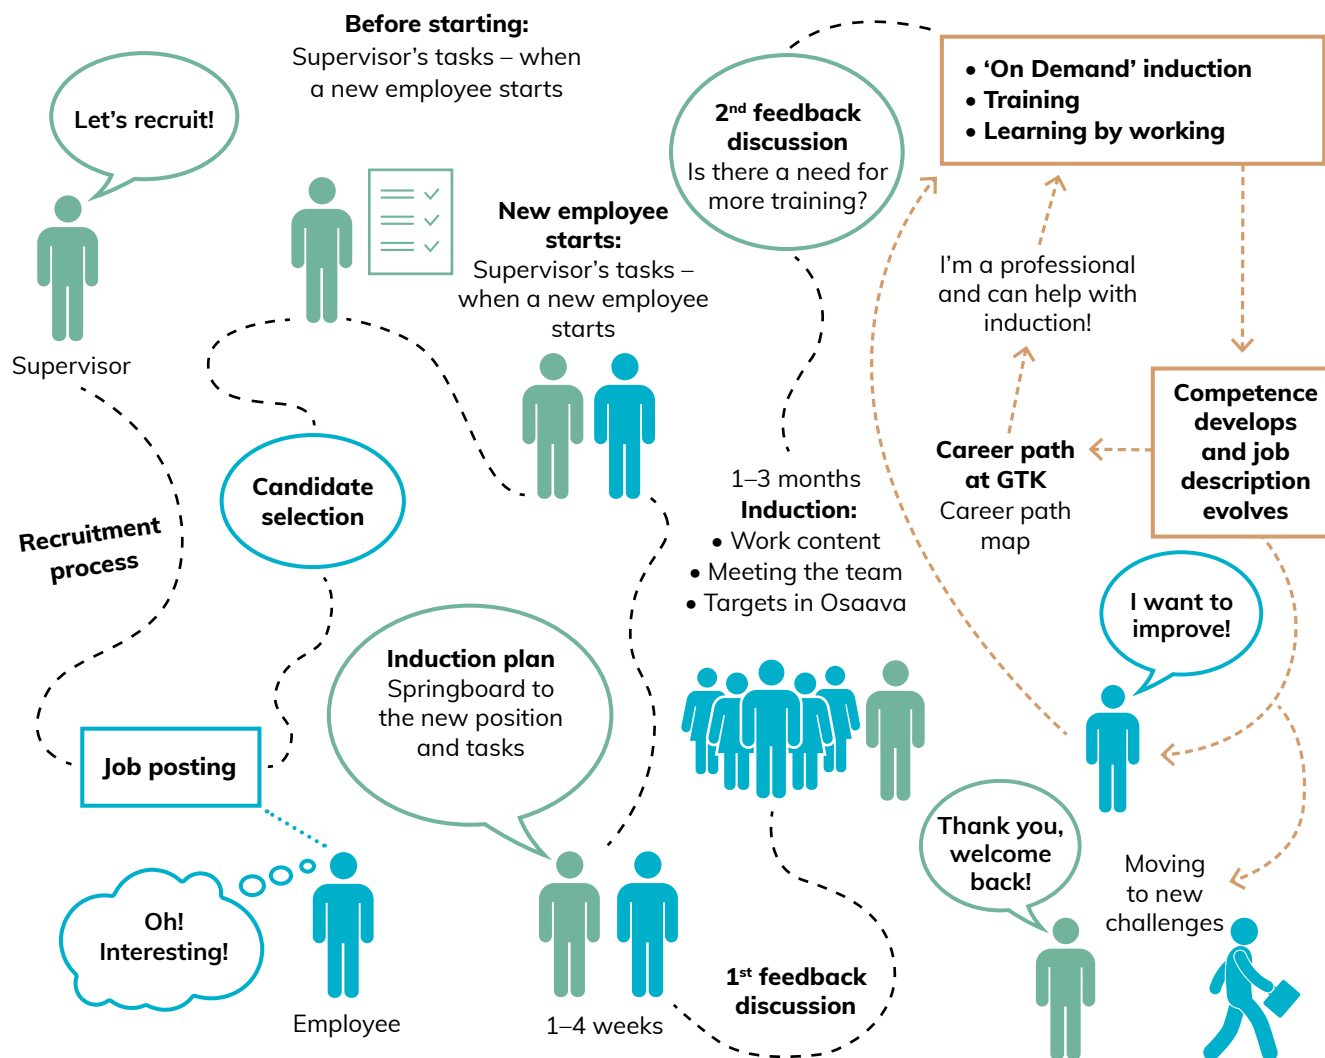 Let’s recruit!
Supervisor
Recruitment
process
Job posting
Oh!
Interesting!
Employee
Candidate
selection
Before starting:
Supervisor’s tasks – when
a new employee starts
New employee
starts:
Supervisor’s tasks –
when a new employee
starts
Induction plan
Springboard to
the new position
and tasks
1–4 weeks
1st feedback
discussion
1–3 months
Induction:
• Work content
• Meeting the team
• Targets in Osaava
2nd feedback
discussion
Is there a need for
more training?
• ‘On Demand’ induction
• Training
• Learning by working
Competence
develops
and job
description
evolves
Career path
at GTK
Career path
map
I’m a professional
and can help with
induction!
I want to
improve!
Moving
to new
challenges
Thank you,
welcome
back!